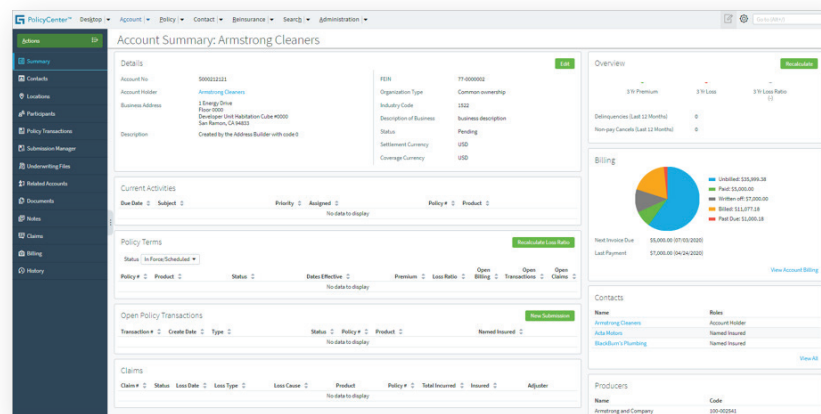 PolicyCenter™ Desktop Account Policy Contact Reinsurance Search Administration
Actions
Summary
Contacts
Locations
Participants
Policy Transactions
Submission Manager
Underwriting Files
Related Accounts
Documents
Notes
Claims
Billing
History
Account Summary: Armstrong Cleaners
Details
Edit
Account No 5000212121
Account Holder Armstrong Cleaners
Business Address 1 Energy Drive
Floor 0000
Developer Unit Habitation Cube #0000
San Ramon, CA 94833
Description Created by the Address Builder with code 0
FEIN 77-0000002
Organization Type Common ownership
Industry Code 1522
Description of Business business description
Status Pending
Settlement Currency USD
Coverage Currency USD
Current Activities
Due Date Subject Priority Assigned Policy # Product
No data to display
Policy Terms
Recalculate Loss Ratio
Status In Force/Scheduled
Policy # Product Status Dates Effective Premium Loss Ratio Open Billing Open Transactions Open Claims
No data to display
Open Policy Transactions
New Submission
Transaction # Create Date Type Status Policy # Product Named Insured
No data to display
Claims
Claim # Status Loss Date Loss Type Loss Cause Product Policy # Total Incurred Insured Adjuster
No data to display
Overview
Recalculate
- - -
3 Yr Premium 3 Yr Loss 3 Yr Loss Ratio
(-)
Delinquencies (Last 12 Months) 0
Non-pay Cancels (Last 12 Months) 0
Billing
Unbilled: $35,899.38
Paid: $5,000.00
Written off: $7,000.00
Billed: $11,077.18
Past Due: $1,000.18
Next Invoice Due $5,000.00 (07/03/2020)
Last Payment $7,000.00 (04/24/2020)
View Account Billing
Contacts
Name Roles
Armstrong Cleaners Account Holder
Named Insured
BlackBurn's Plumbing Named Insured
View All
Producers
Name Code
Armstrong and Company 100-002541